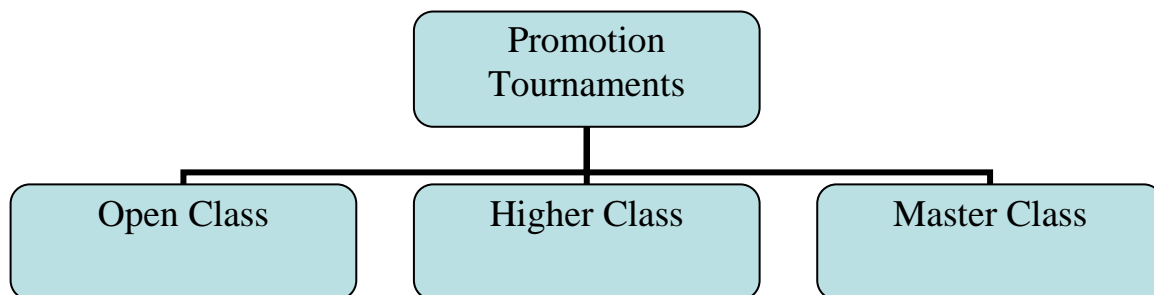 Promotion
Tournaments
Open Class
Higher Class
Master Class